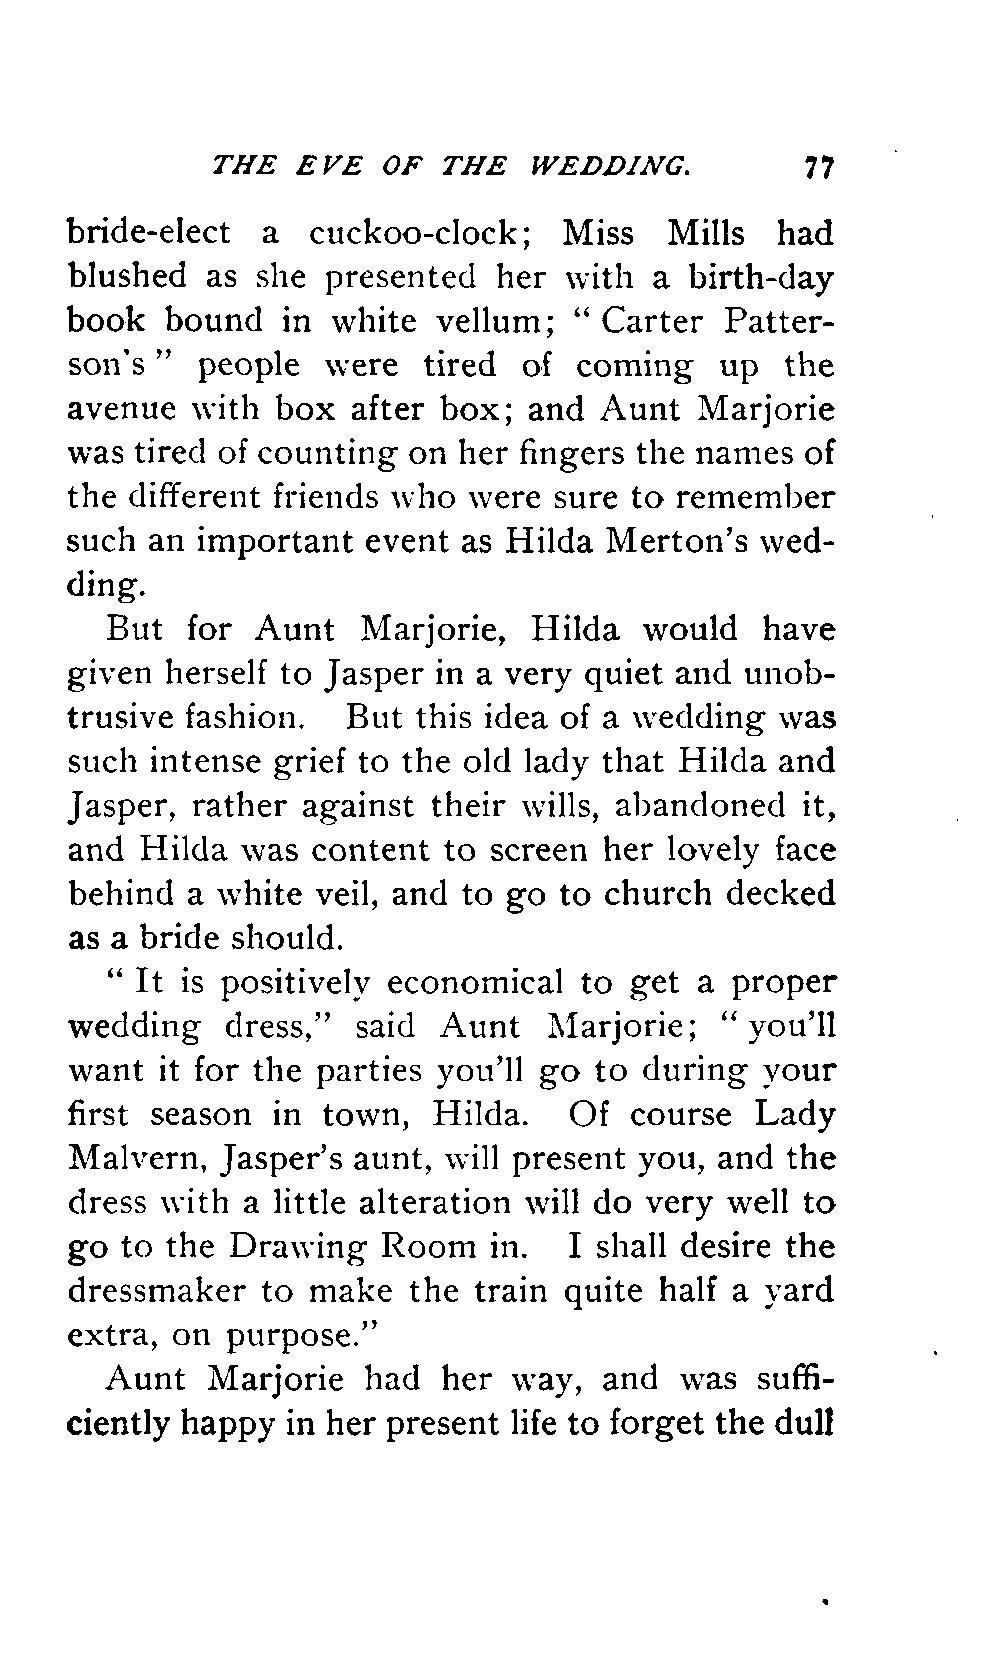 THE EVE OF THE WEDDING. 77
bride-elect a cuckoo-clock; Miss Mills had
blushed as she presented her with a birth-day
book bound in white vellum; “ Carter Patter-
son's ” people were tired of coming up the
avenue with box after box; and Aunt Marjorie
was tired of counting on her fingers the names of
the different friends who were sure to remember
such an important event as Hilda Merton's wed-
ding.
But for Aunt Marjorie, Hilda would have
given herself to Jasper in a very quiet and unob-
trusive fashion. But this idea of a wedding was
such intense grief to the old lady that Hilda and
Jasper, rather against their wills, abandoned it,
and Hilda was content to screen her lovely face
behind a white veil, and to go to church decked
as a bride should.
“ It is positively economical to get a proper
wedding dress,” said Aunt Marjorie; “ you'll
want it for the parties you'll go to during your
first season in town, Hilda. Of course Lady
Malvern, Jasper's aunt, will present you, and the
dress with a little alteration will do very well to
go to the Drawing Room in. I shall desire the
dressmaker to make the train quite half a yard
extra, on purpose.”
Aunt Marjorie had her way, and was suffi-
ciently happy in her present life to forget the dull